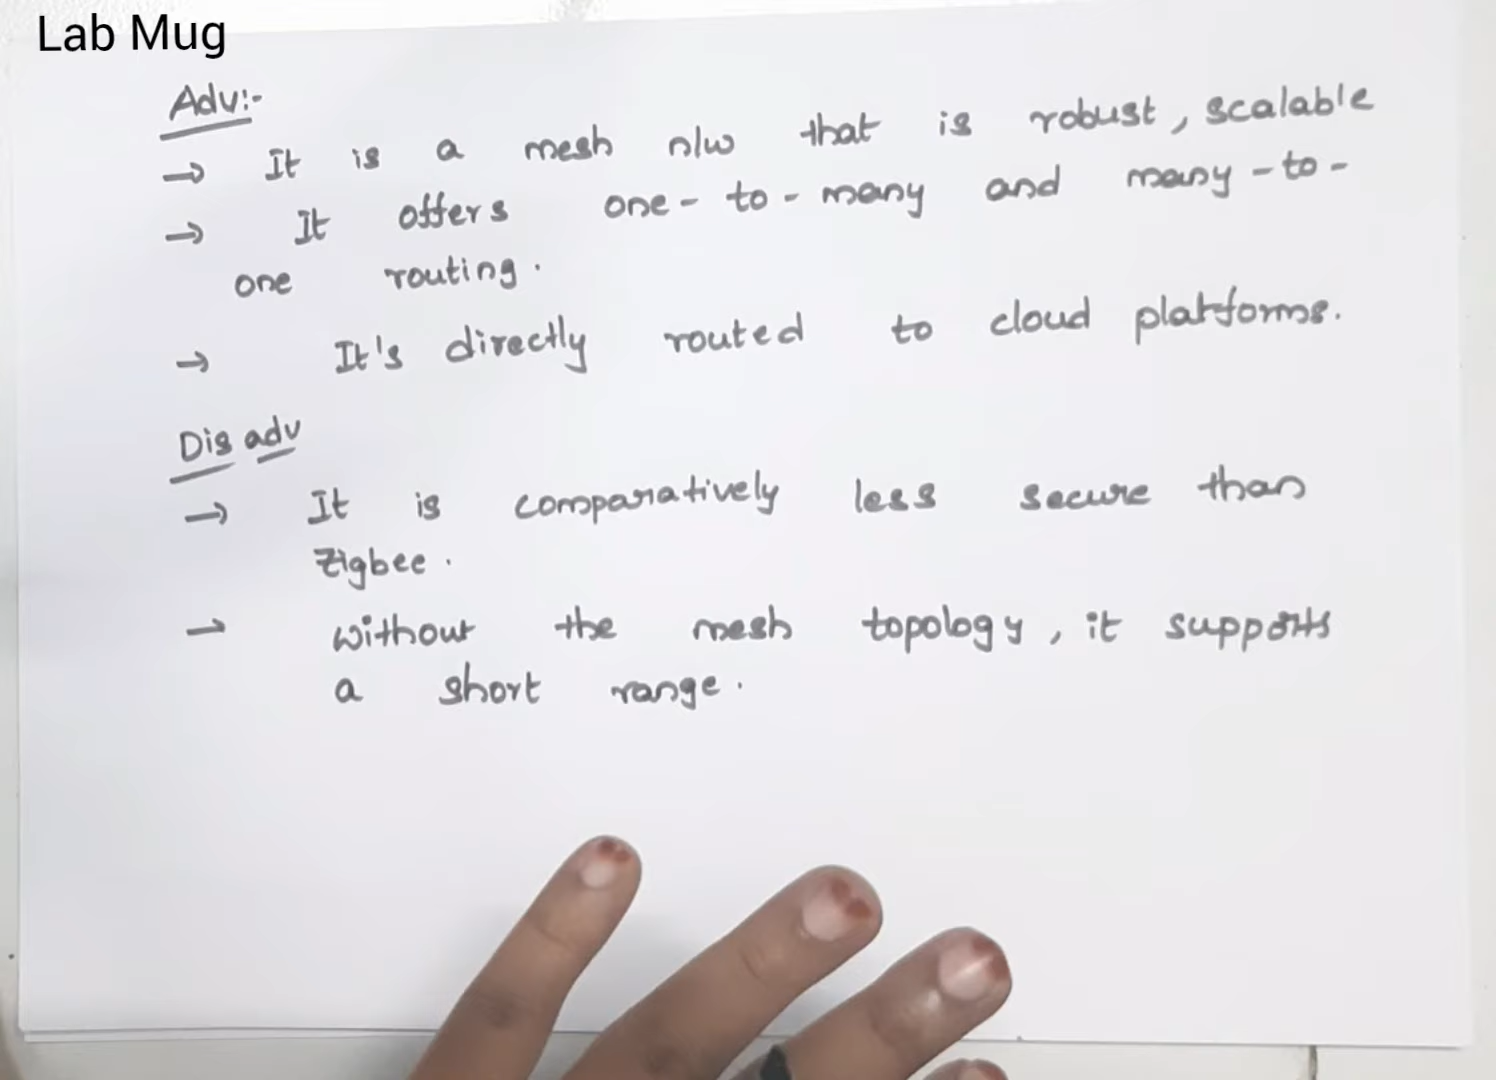 Lab Mug
Adv:-
→ It is a mesh n/w that is robust, scalable
→ It offers one-to-many and many-to-
one routing.
→ It's directly routed to cloud platforms.
Dis adv
→ It is comparatively less secure than
Zigbee.
→ without the mesh topology, it supports
a short range.